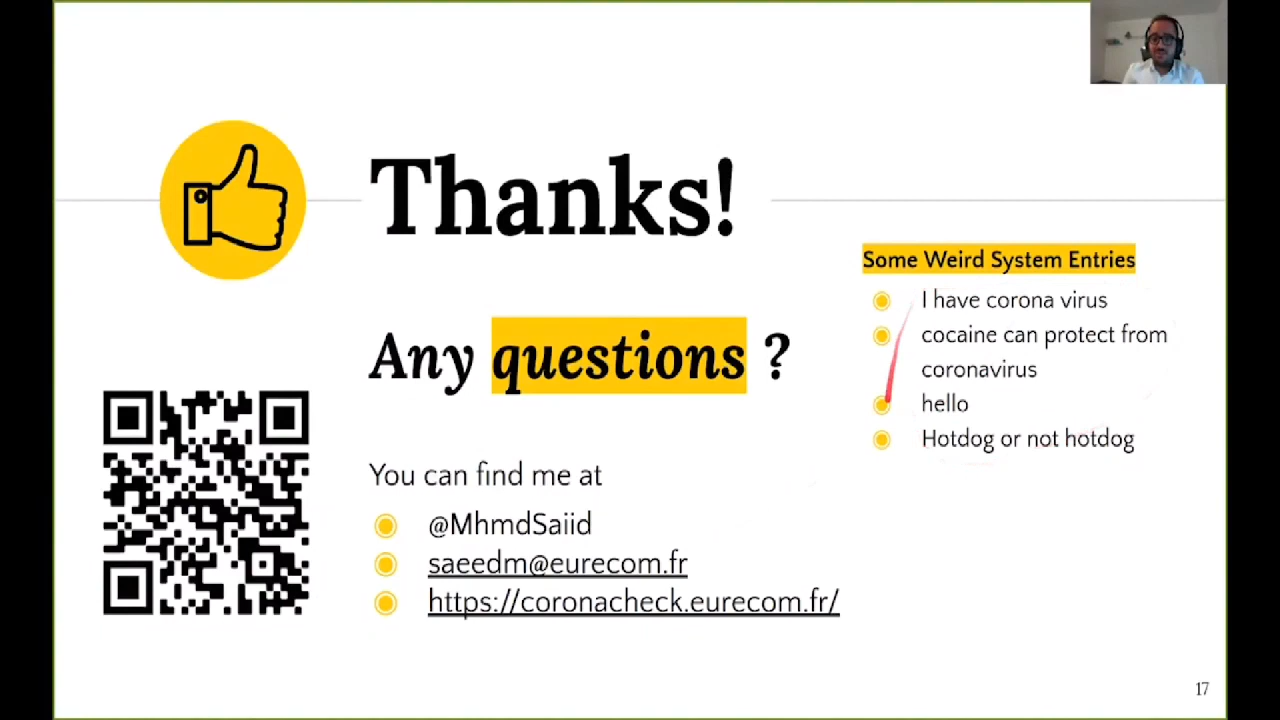 Thanks!
Some Weird System Entries
I have corona virus
cocaine can protect from
coronavirus
hello
Hotdog or not hotdog
Any questions ?
You can find me at
@MhmdSaiid
saeedm@eurecom.fr
https://coronacheck.eurecom.fr/
17